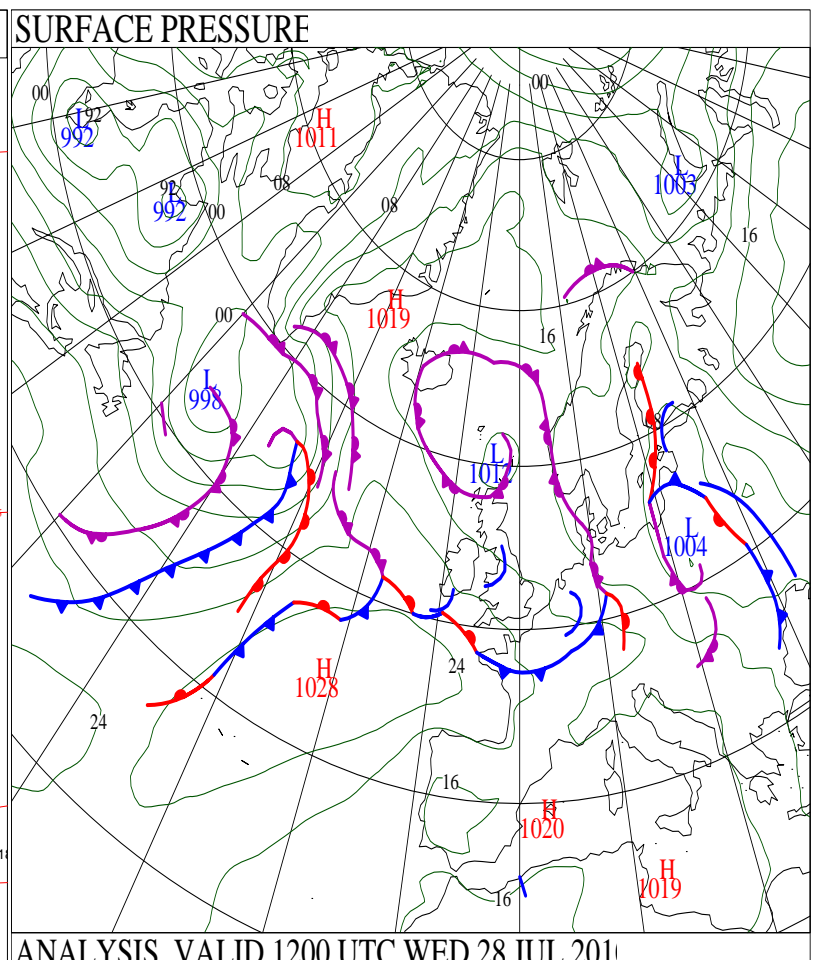 SURFACE PRESSURE
00
00
L 92
992
H
1011
L
1003
92
L
992
00
08
08
16
H
1019
00
16
L
998
L
1012
L
1004
24
H
1028
24
16
H
1020
H
1019
16
ANALYSIS VALID 1200 UTC WED 28 JUL 201